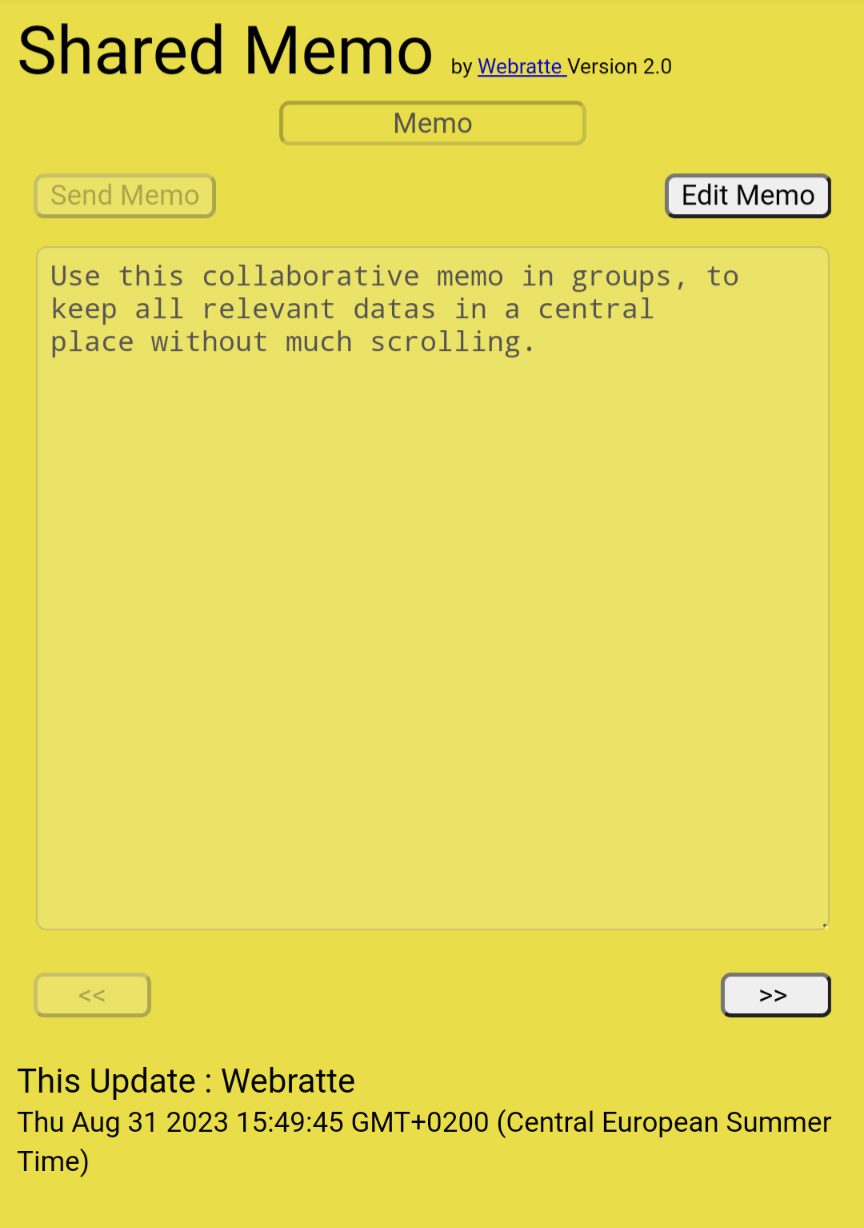 Shared Memo by Webratte Version 2.0
Memo
Send Memo Edit Memo
Use this collaborative memo in groups, to
keep all relevant datas in a central
place without much scrolling.
<< >>
This Update : Webratte
Thu Aug 31 2023 15:49:45 GMT+0200 (Central European Summer
Time)